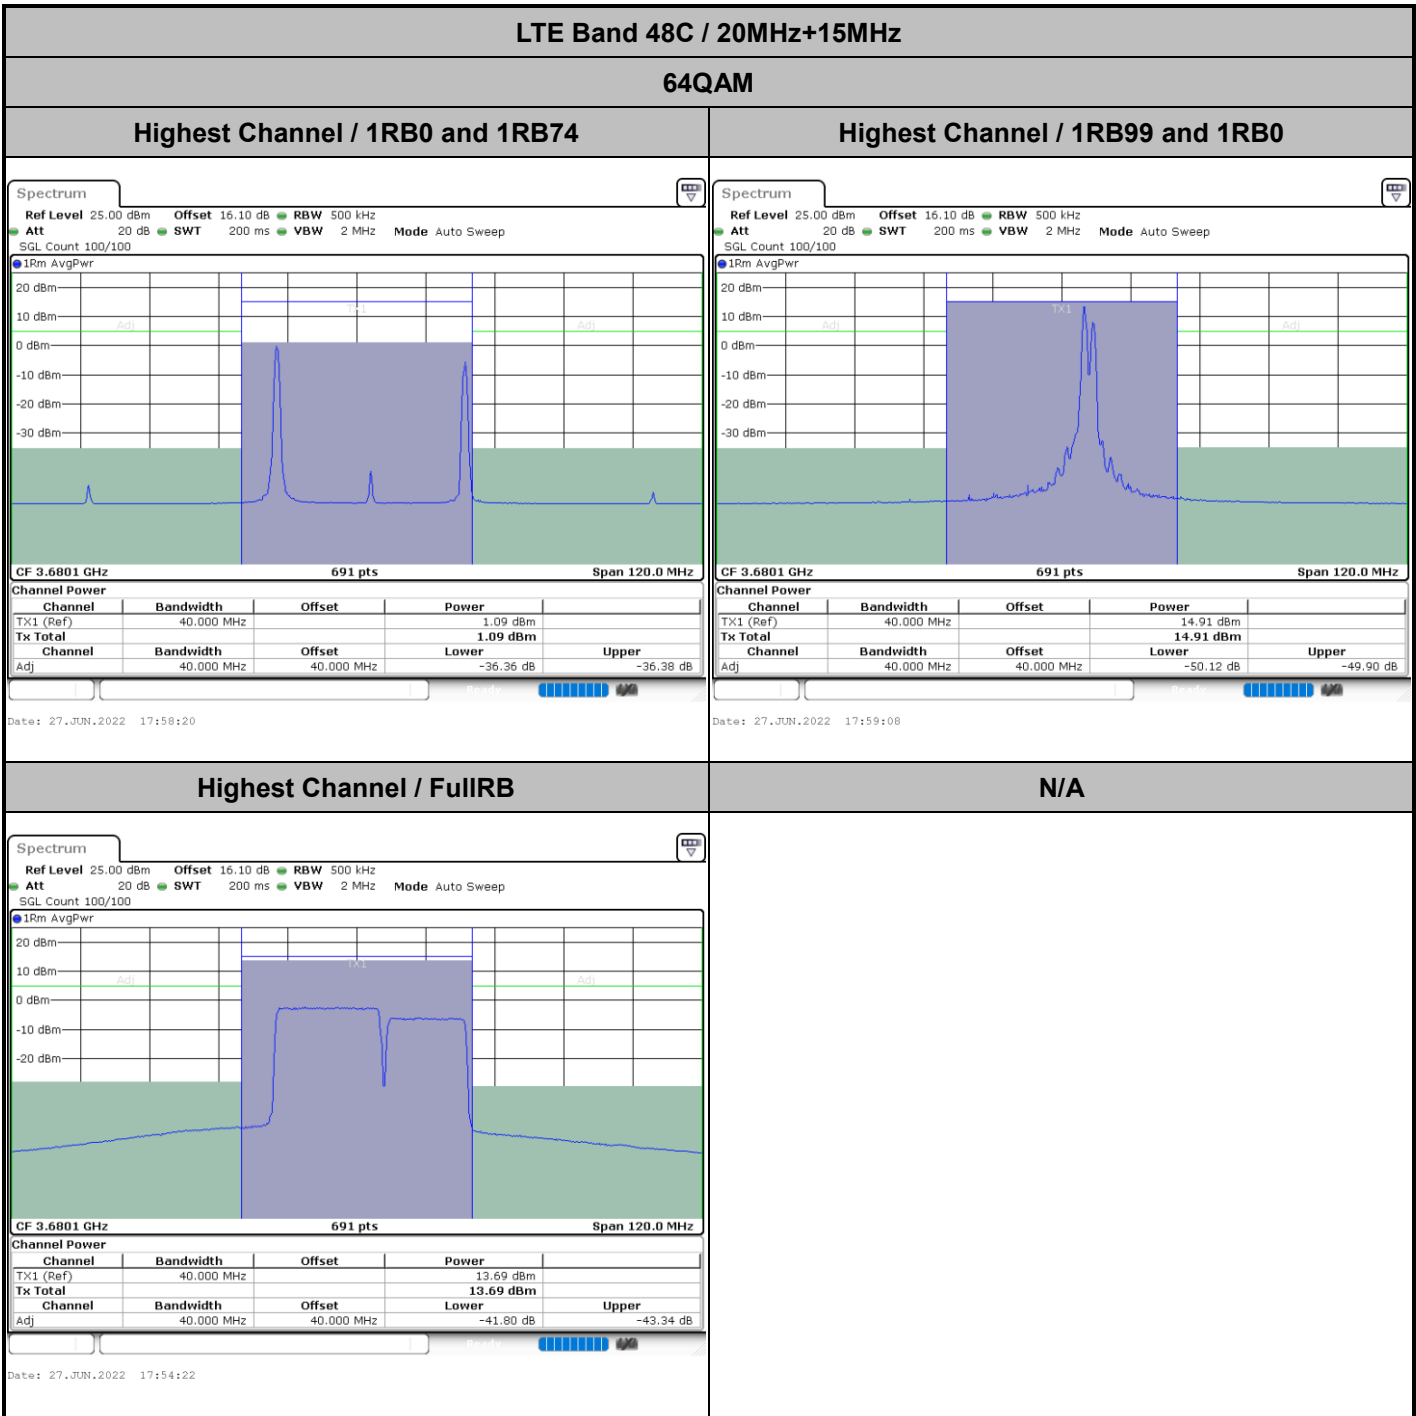 LTE Band 48C / 20MHz+15MHz
64QAM
Highest Channel / 1RB0 and 1RB74
Highest Channel / 1RB99 and 1RB0
Spectrum
Ref Level 25.00 dBm Offset 16.10 dB RBW 500 kHz
Att 20 dB SWT 200 ms VBW 2 MHz Mode Auto Sweep
SGL Count 100/100
1Rm AvgPwr
20 dBm
10 dBm
0 dBm
-10 dBm
-20 dBm
-30 dBm
Adj
TX1
Adj
CF 3.6801 GHz 691 pts Span 120.0 MHz
Channel Power
Channel Bandwidth Offset Power
TX1 (Ref) 40.000 MHz 1.09 dBm
Tx Total 1.09 dBm
Channel Bandwidth Offset Lower Upper
Adj 40.000 MHz 40.000 MHz -36.36 dB -36.38 dB
Ready
Date: 27.JUN.2022 17:58:20
Spectrum
Ref Level 25.00 dBm Offset 16.10 dB RBW 500 kHz
Att 20 dB SWT 200 ms VBW 2 MHz Mode Auto Sweep
SGL Count 100/100
1Rm AvgPwr
20 dBm
10 dBm
0 dBm
-10 dBm
-20 dBm
-30 dBm
Adj
TX1
Adj
CF 3.6801 GHz 691 pts Span 120.0 MHz
Channel Power
Channel Bandwidth Offset Power
TX1 (Ref) 40.000 MHz 14.91 dBm
Tx Total 14.91 dBm
Channel Bandwidth Offset Lower Upper
Adj 40.000 MHz 40.000 MHz -50.12 dB -49.90 dB
Ready
Date: 27.JUN.2022 17:59:08
Highest Channel / FullRB
N/A
Spectrum
Ref Level 25.00 dBm Offset 16.10 dB RBW 500 kHz
Att 20 dB SWT 200 ms VBW 2 MHz Mode Auto Sweep
SGL Count 100/100
1Rm AvgPwr
20 dBm
10 dBm
0 dBm
-10 dBm
-20 dBm
Adj
TX1
Adj
CF 3.6801 GHz 691 pts Span 120.0 MHz
Channel Power
Channel Bandwidth Offset Power
TX1 (Ref) 40.000 MHz 13.69 dBm
Tx Total 13.69 dBm
Channel Bandwidth Offset Lower Upper
Adj 40.000 MHz 40.000 MHz -41.80 dB -43.34 dB
Ready
Date: 27.JUN.2022 17:54:22